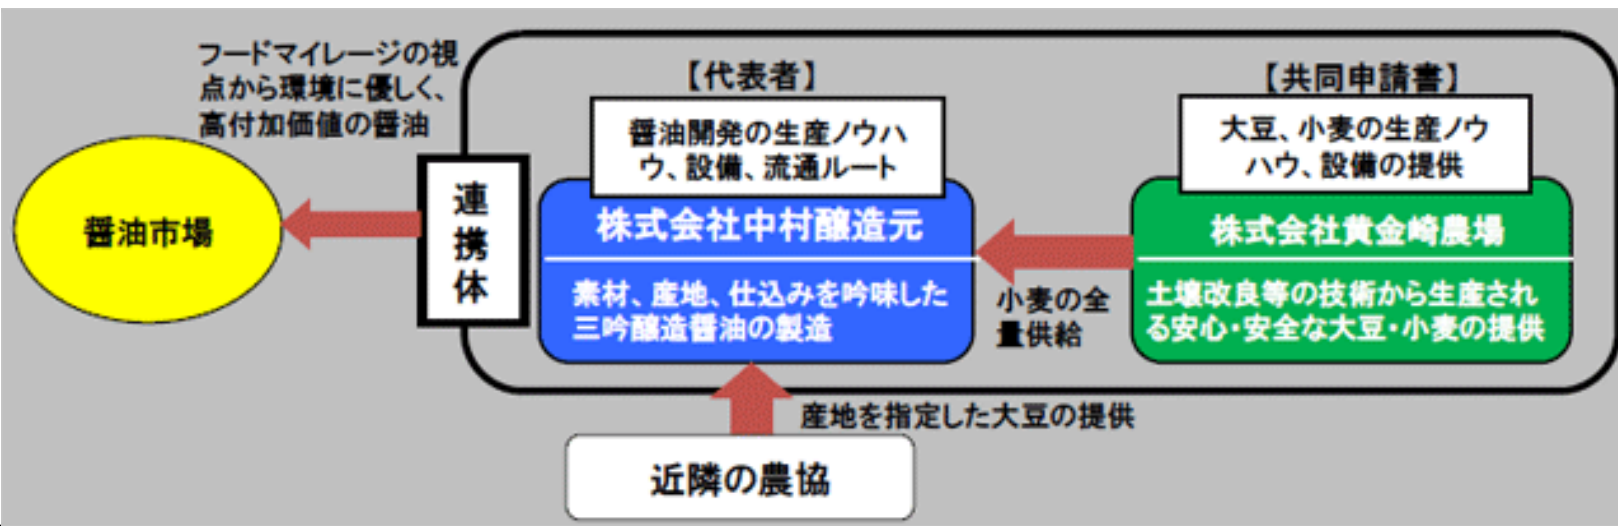 フードマイレージの視
点から環境に優しく、
高付加価値の醤油
醤油市場
連
携
体
【代表者】
醤油開発の生産ノウハ
ウ、設備、流通ルート
株式会社中村醸造元
素材、産地、仕込みを吟味した
三吟醸造醤油の製造
小麦の全
量供給
【共同申請書】
大豆、小麦の生産ノウ
ハウ、設備の提供
株式会社黄金崎農場
土壌改良等の技術から生産され
る安心・安全な大豆・小麦の提供
産地を指定した大豆の提供
近隣の農協